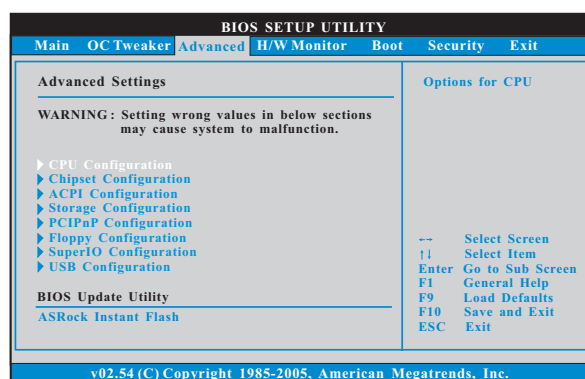 BIOS SETUP UTILITY
Main OC Tweaker Advanced H/W Monitor Boot Security Exit
Advanced Settings
WARNING : Setting wrong values in below sections
may cause system to malfunction.
CPU Configuration
Chipset Configuration
ACPI Configuration
Storage Configuration
PCIPnP Configuration
Floppy Configuration
SuperIO Configuration
USB Configuration
BIOS Update Utility
ASRock Instant Flash
Options for CPU
←→ Select Screen
↑↓ Select Item
Enter Go to Sub Screen
F1 General Help
F9 Load Defaults
F10 Save and Exit
ESC Exit
v02.54 (C) Copyright 1985-2005, American Megatrends, Inc.